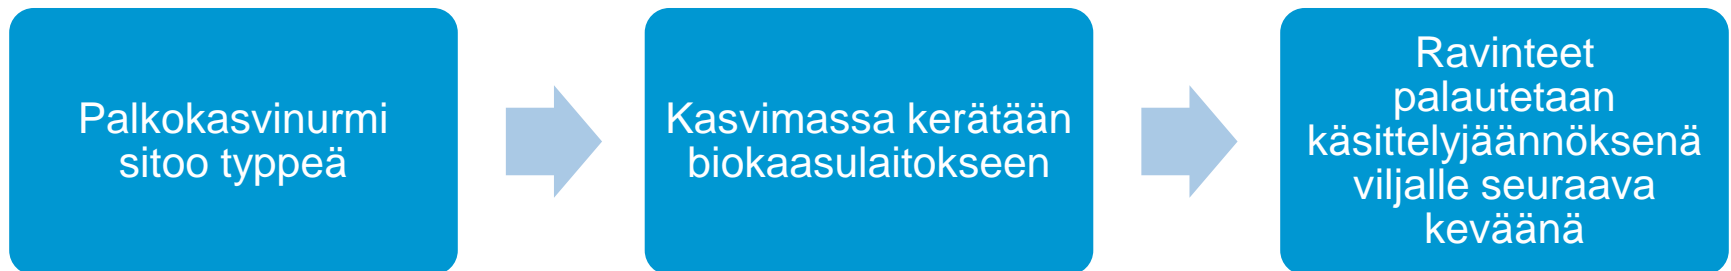 Palkokasvinurmi
sitoo typpeä
Kasvimassa kerätään
biokaasulaitokseen
Ravinteet
palautetaan
käsittelyjäännöksenä
viljalle seuraava
keväänä